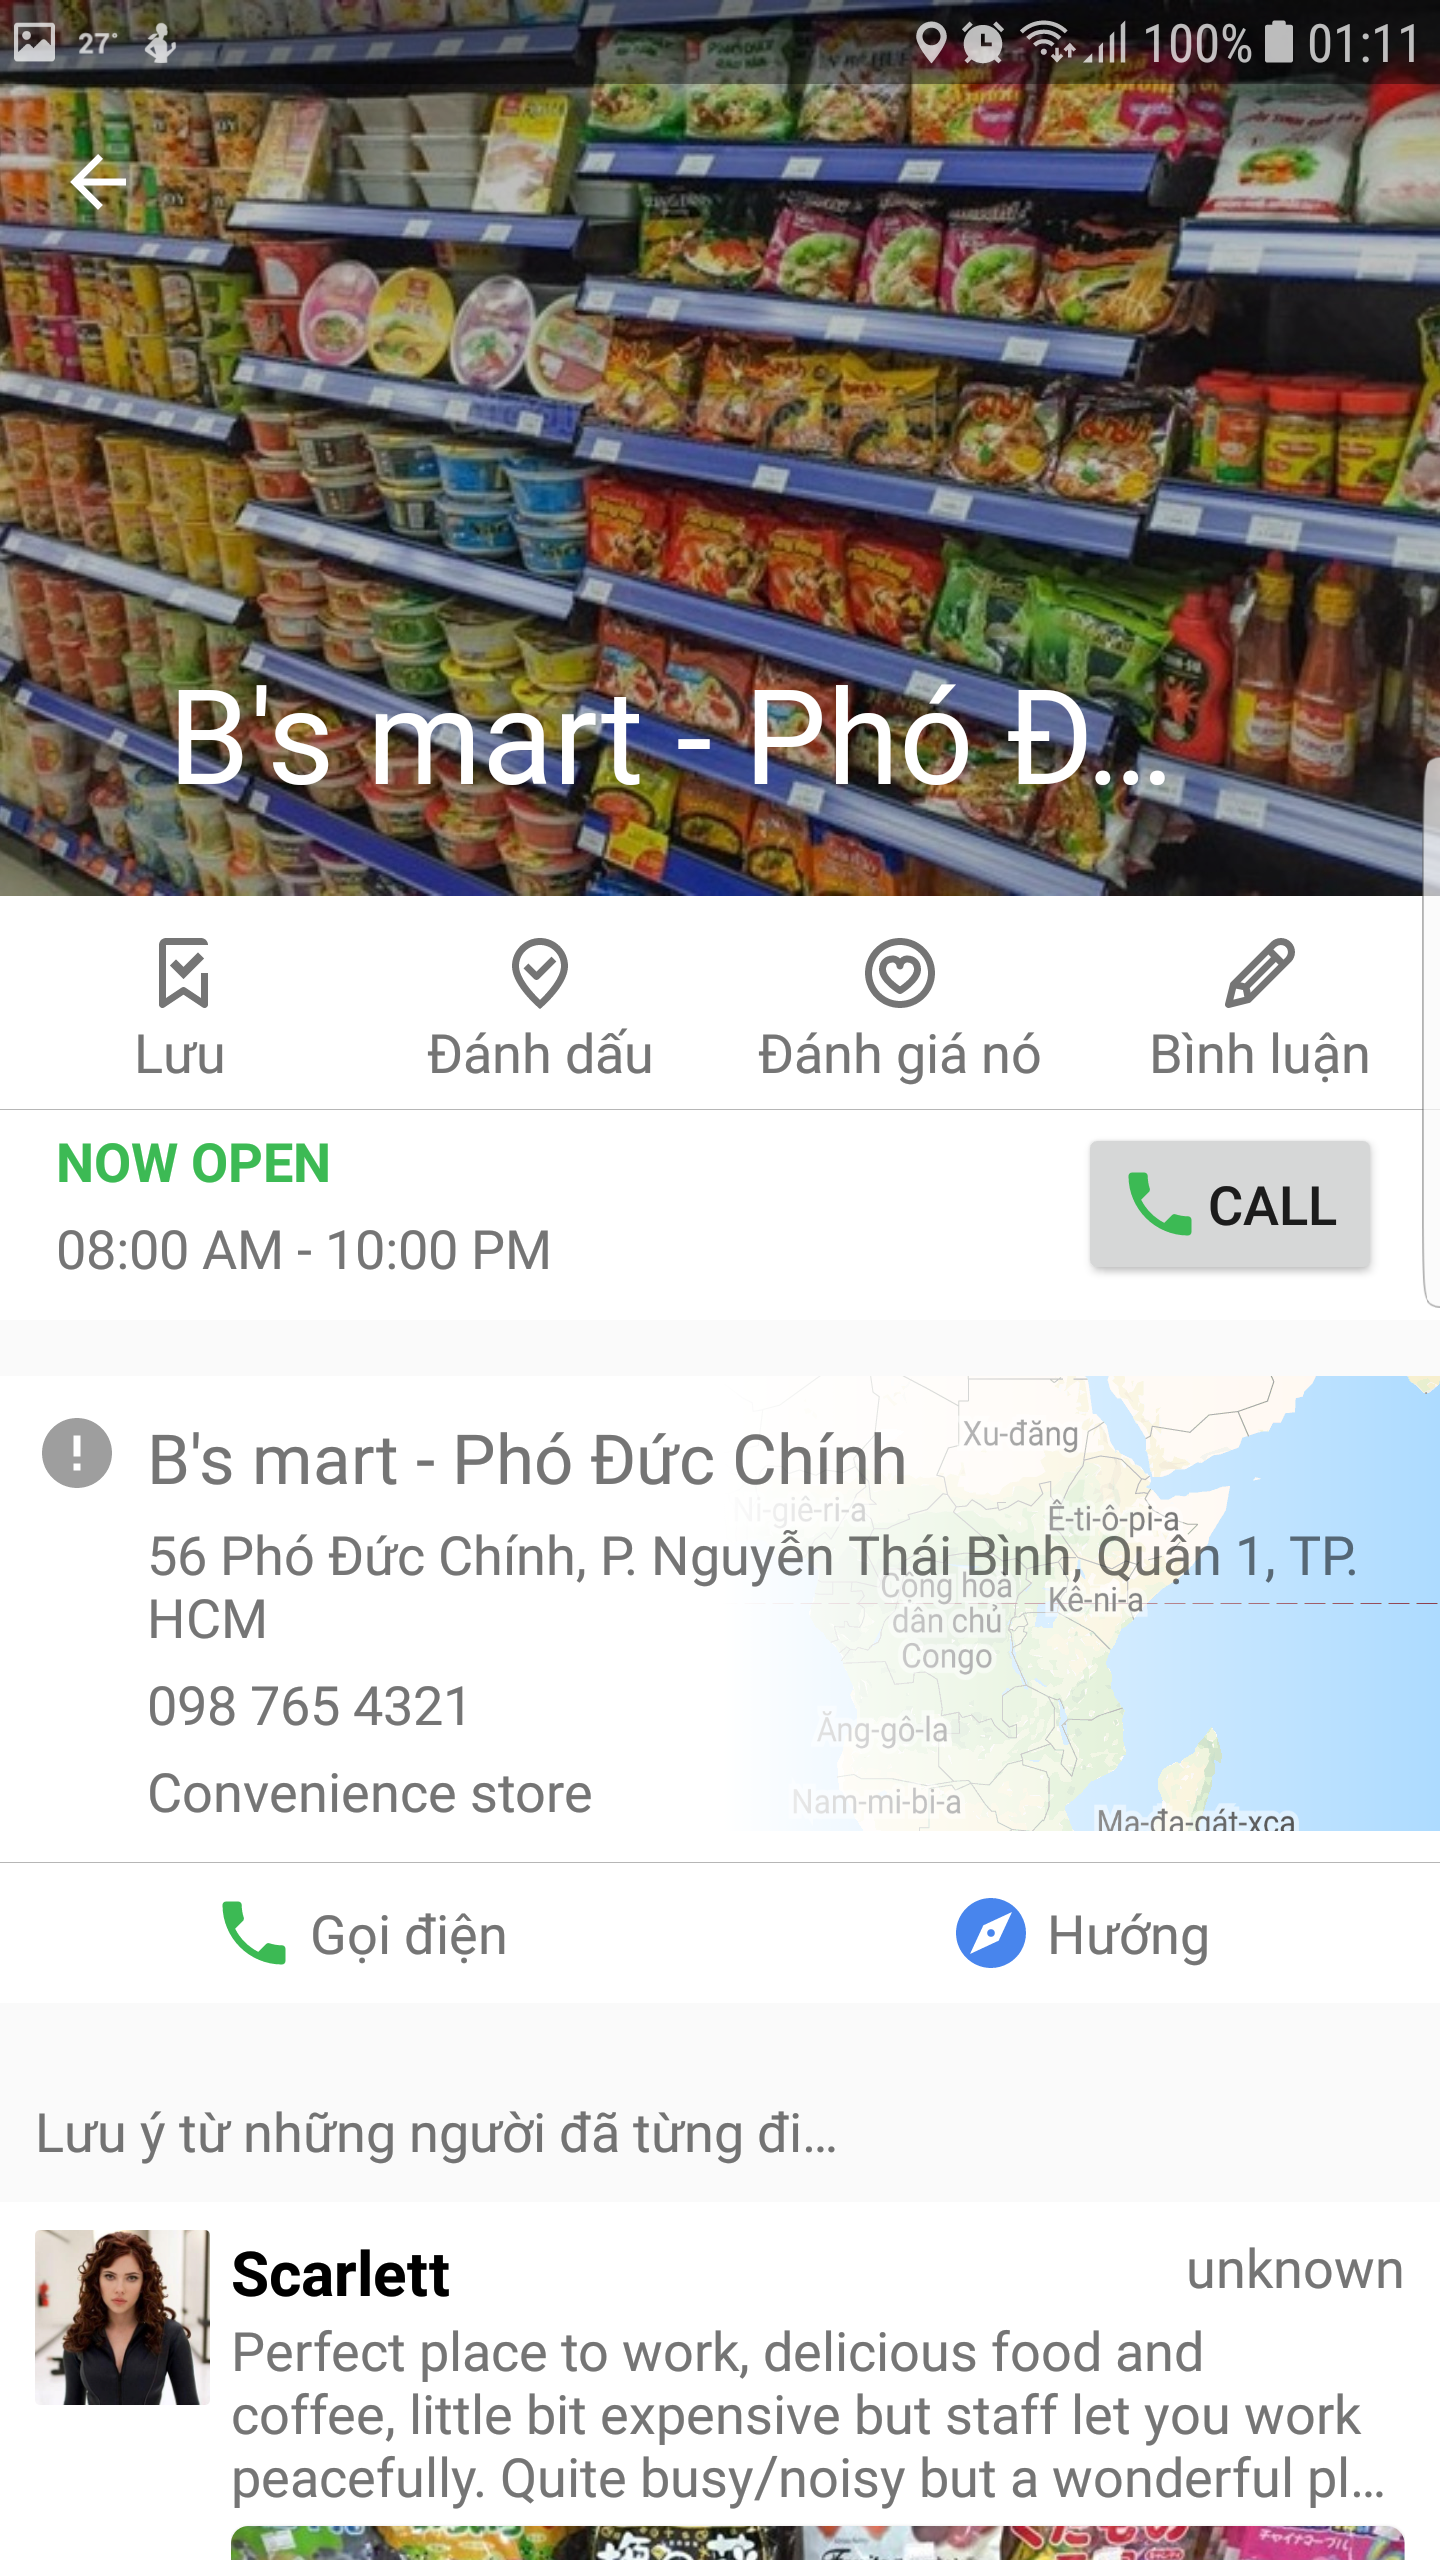 27°
100%
01:11
B's mart - Phó Đ...
Lưu
Đánh dấu
Đánh giá nó
Bình luận
NOW OPEN
08:00 AM - 10:00 PM
CALL
B's mart - Phó Đức Chính
56 Phó Đức Chính, P. Nguyễn Thái Bình, Quận 1, TP.
HCM
098 765 4321
Convenience store
Xu-đăng
Ni-giê-ri-a
Ê-ti-ô-pi-a
Cộng hoà
dân chủ
Congo
Kê-ni-a
Ăng-gô-la
Nam-mi-bi-a
Ma-đa-gát-xca
Gọi điện
Hướng
Lưu ý từ những người đã từng đi...
Scarlett
unknown
Perfect place to work, delicious food and
coffee, little bit expensive but staff let you work
peacefully. Quite busy/noisy but a wonderful pl...